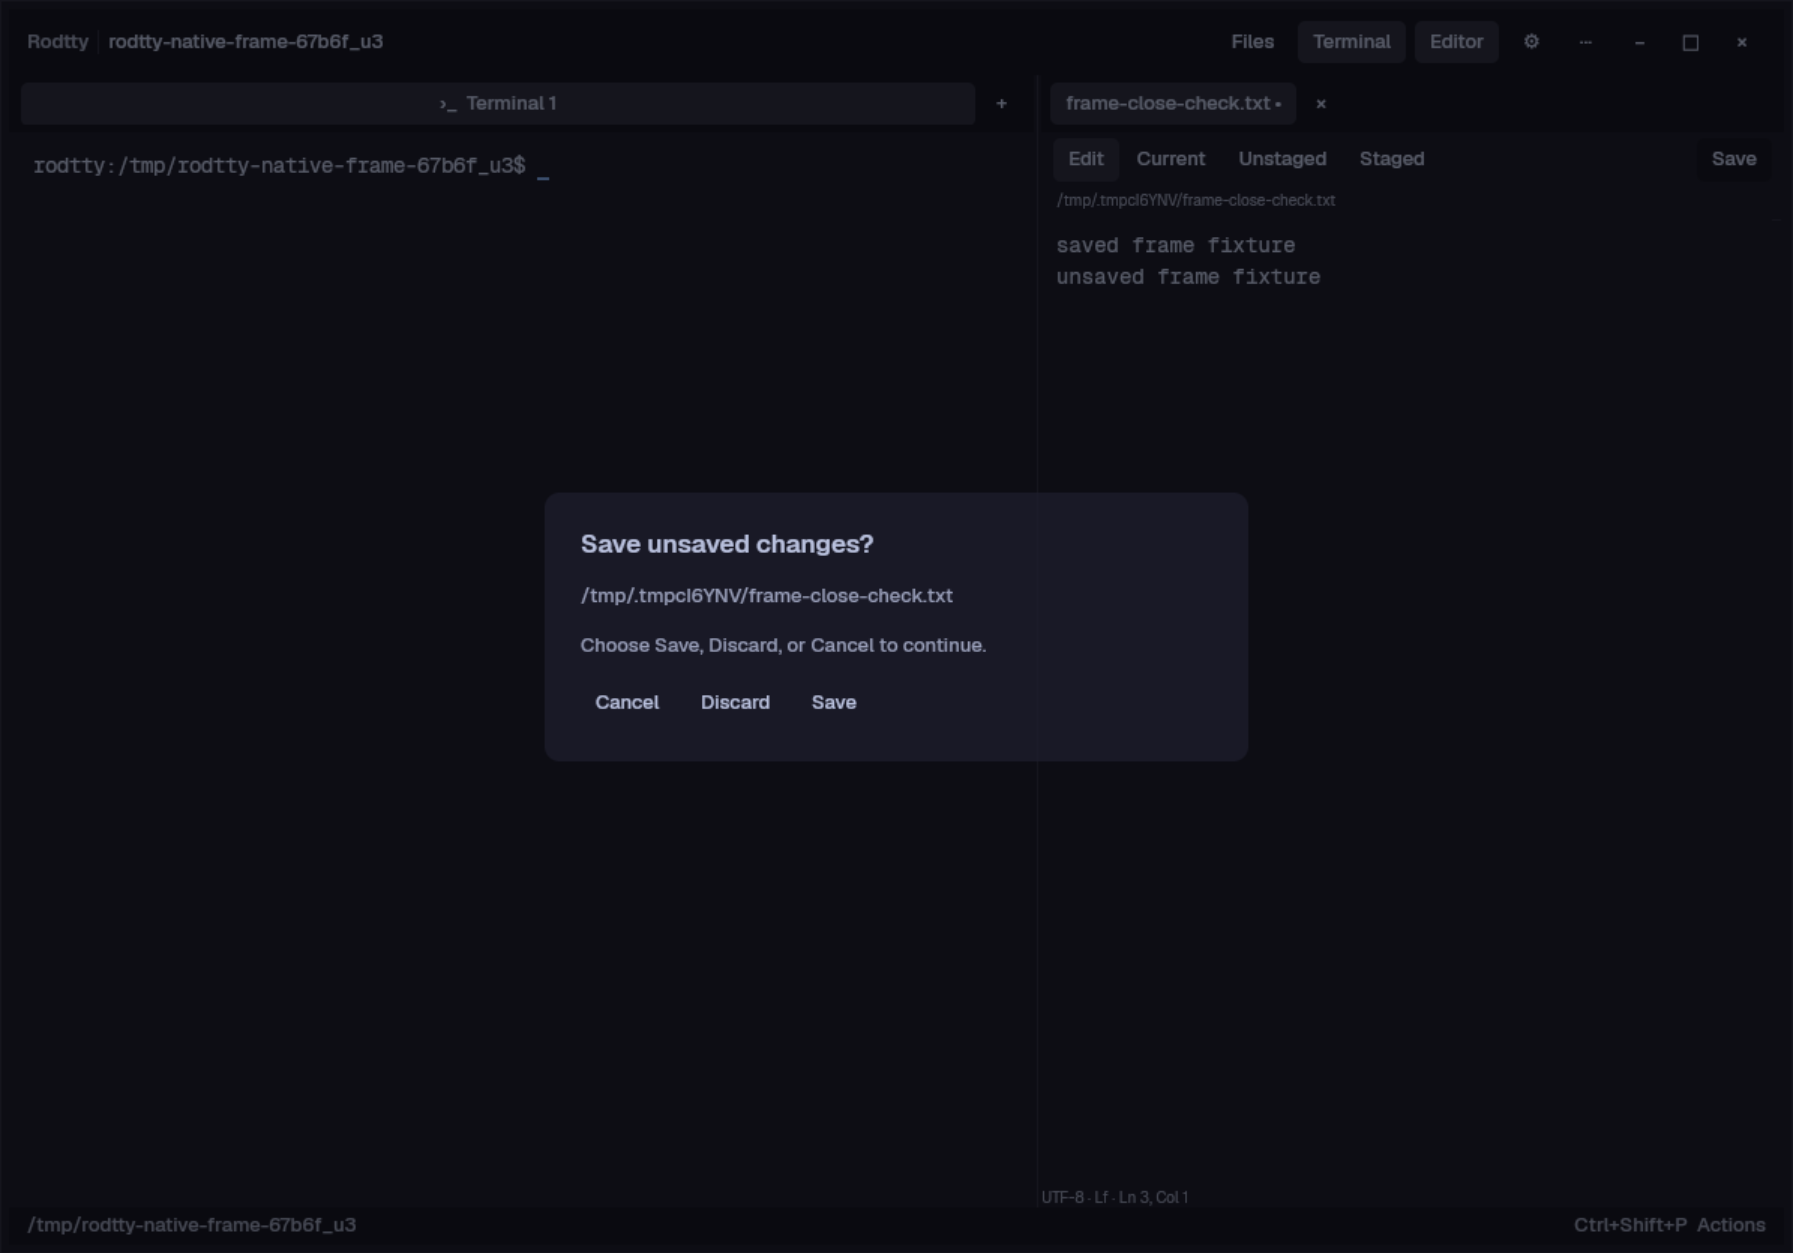 Rodtty rodtty-native-frame-67b6f_u3 Files Terminal Editor ⚙ ··· – □ ×
›_ Terminal 1 + frame-close-check.txt • ×
rodtty:/tmp/rodtty-native-frame-67b6f_u3$ _
Edit Current Unstaged Staged Save
/tmp/.tmpcI6YNV/frame-close-check.txt
saved frame fixture
unsaved frame fixture
Save unsaved changes?
/tmp/.tmpcI6YNV/frame-close-check.txt
Choose Save, Discard, or Cancel to continue.
Cancel Discard Save
UTF-8 · Lf · Ln 3, Col 1
/tmp/rodtty-native-frame-67b6f_u3 Ctrl+Shift+P Actions